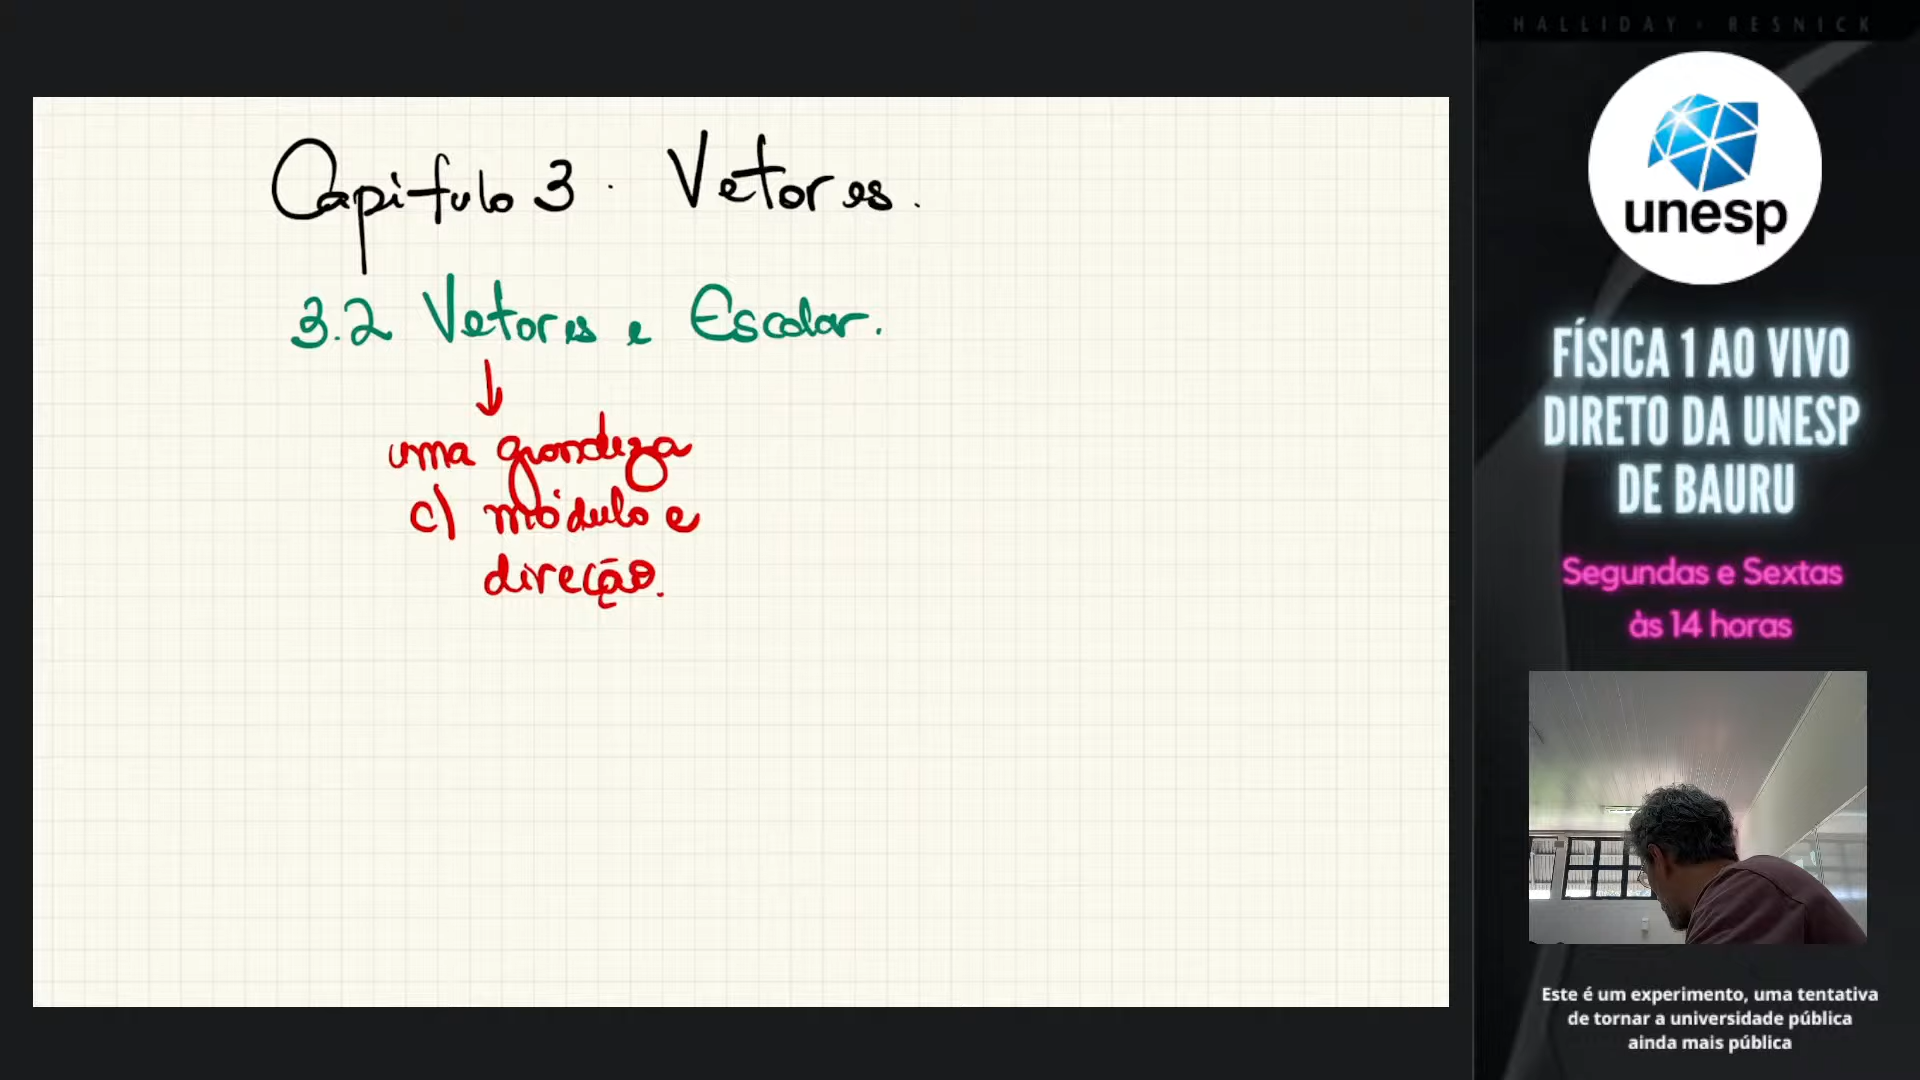 Capítulo 3. Vetores.
3.2 Vetores e Escalar.
↓
uma grandeza
c/ módulo e
direção.
HALLIDAY • RESNICK
unesp
FÍSICA 1 AO VIVO
DIRETO DA UNESP
DE BAURU
Segundas e Sextas
às 14 horas
Este é um experimento, uma tentativa
de tornar a universidade pública
ainda mais pública